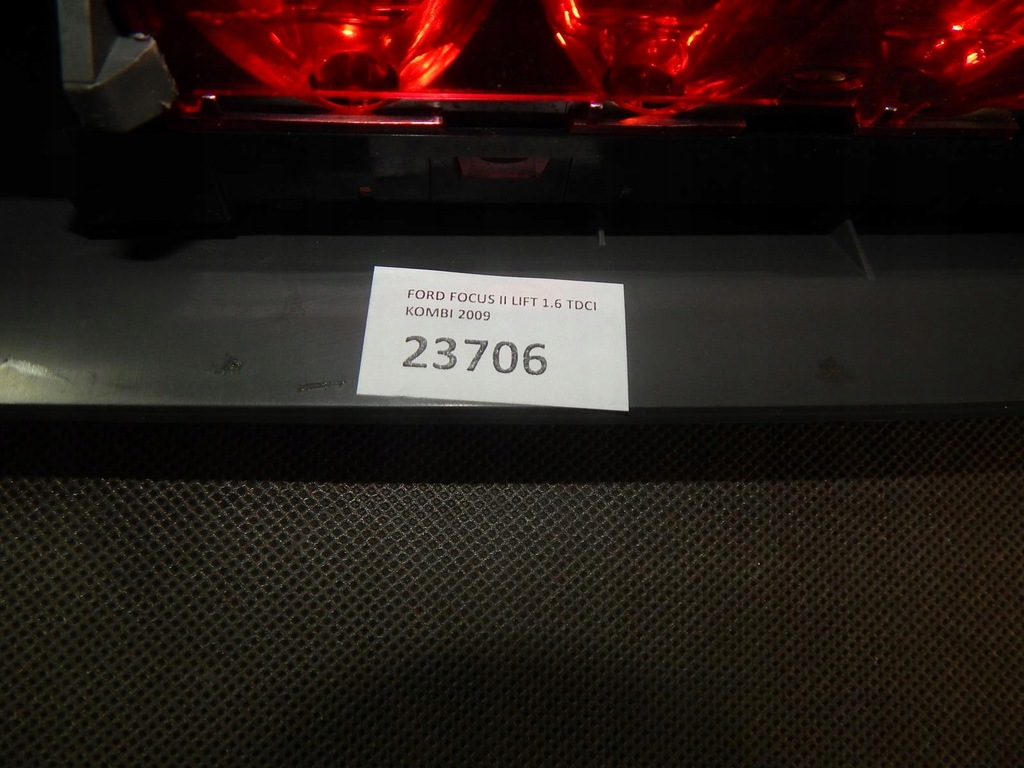 FORD FOCUS II LIFT 1.6 TDCI
KOMBI 2009
23706